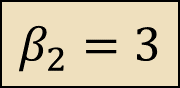 β₂ = 3